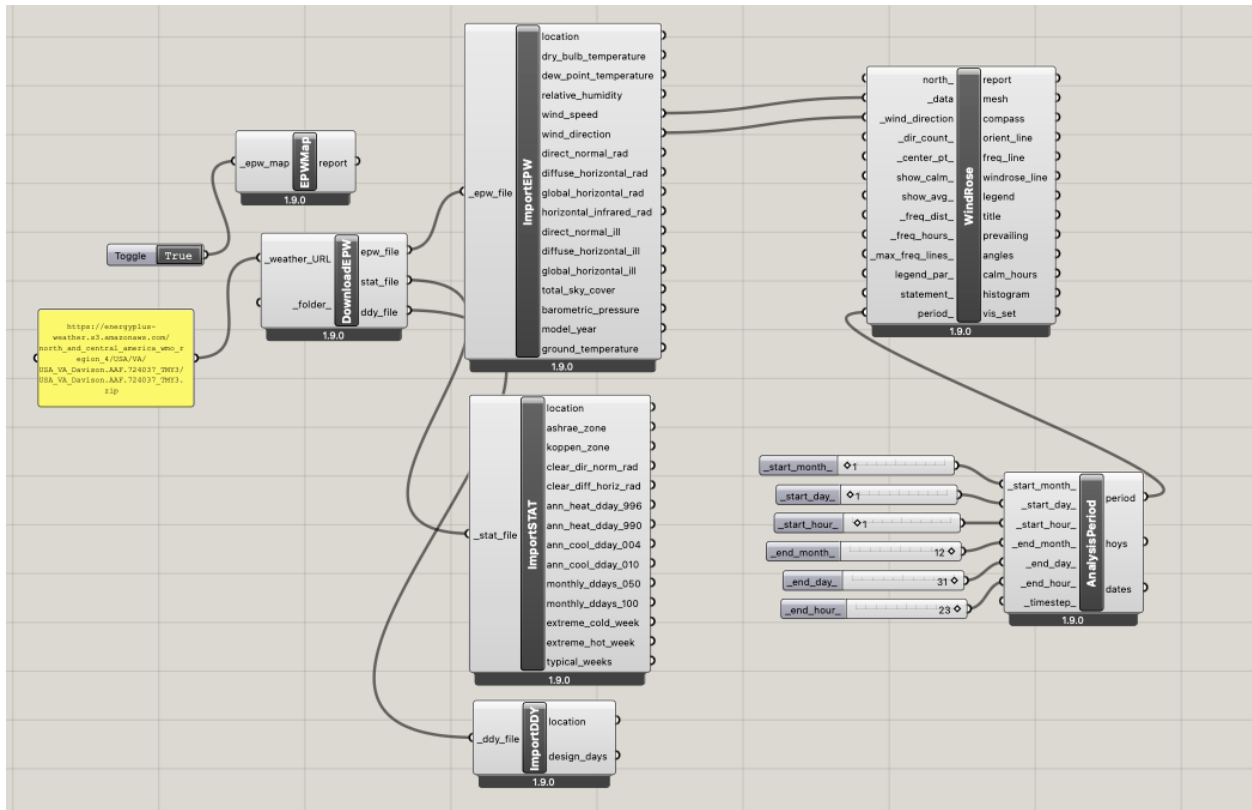 _epw_map
EPWMap
report
1.9.0
Toggle
True
_weather_URL
_folder_
DownloadEPW
epw_file
stat_file
ddy_file
1.9.0
https://energyplus-
weather.s3.amazonaws.com/
north_and_central_america_wmo_r
egion_4/USA/VA/
USA_VA_Davison.AAF.724037_TMY3/
USA_VA_Davison.AAF.724037_TMY3.
zip
_epw_file
ImportEPW
location
dry_bulb_temperature
dew_point_temperature
relative_humidity
wind_speed
wind_direction
direct_normal_rad
diffuse_horizontal_rad
global_horizontal_rad
horizontal_infrared_rad
direct_normal_ill
diffuse_horizontal_ill
global_horizontal_ill
total_sky_cover
barometric_pressure
model_year
ground_temperature
1.9.0
_stat_file
ImportSTAT
location
ashrae_zone
koppen_zone
clear_dir_norm_rad
clear_diff_horiz_rad
ann_heat_dday_996
ann_heat_dday_990
ann_cool_dday_004
ann_cool_dday_010
monthly_ddays_050
monthly_ddays_100
extreme_cold_week
extreme_hot_week
typical_weeks
1.9.0
_ddy_file
ImportDDY
location
design_days
1.9.0
north_
_data
_wind_direction
_dir_count_
_center_pt_
show_calm_
show_avg_
_freq_dist_
_freq_hours_
_max_freq_lines_
legend_par_
statement_
period_
WindRose
report
mesh
compass
orient_line
freq_line
windrose_line
legend
title
prevailing
angles
calm_hours
histogram
vis_set
1.9.0
_start_month_ 1
_start_day_ 1
_start_hour_ 1
_end_month_ 12
_end_day_ 31
_end_hour_ 23
_start_month_
_start_day_
_start_hour_
_end_month_
_end_day_
_end_hour_
_timestep_
AnalysisPeriod
period
hoys
dates
1.9.0